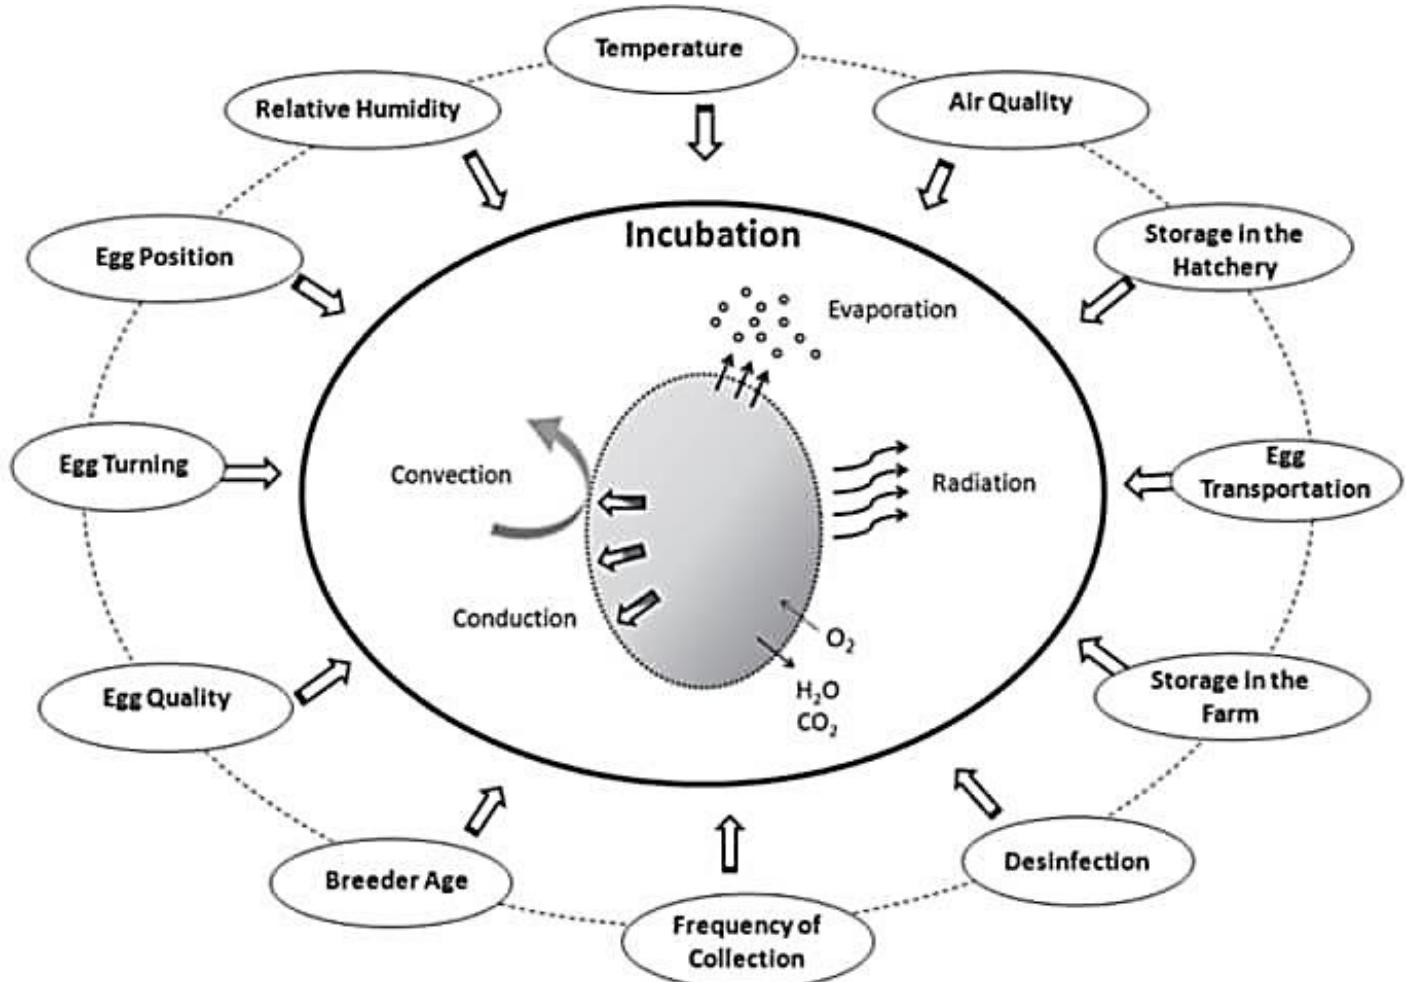 Temperature
Relative Humidity
Air Quality
Incubation
Storage in the
Hatchery
Egg Position
Evaporation
Egg Turning
Convection
Radiation
Egg
Transportation
Conduction
O₂
H₂O
CO₂
Egg Quality
Storage in the
Farm
Breeder Age
Desinfection
Frequency of
Collection